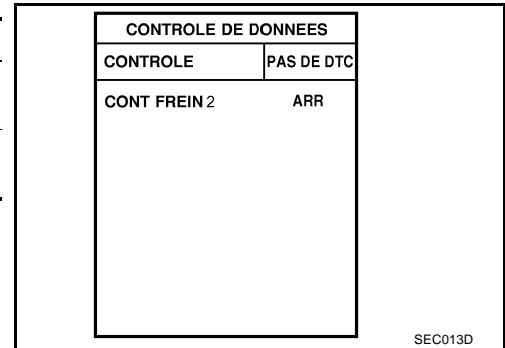 CONTROLE DE DONNEES
CONTROLE PAS DE DTC
CONT FREIN 2 ARR
SEC013D